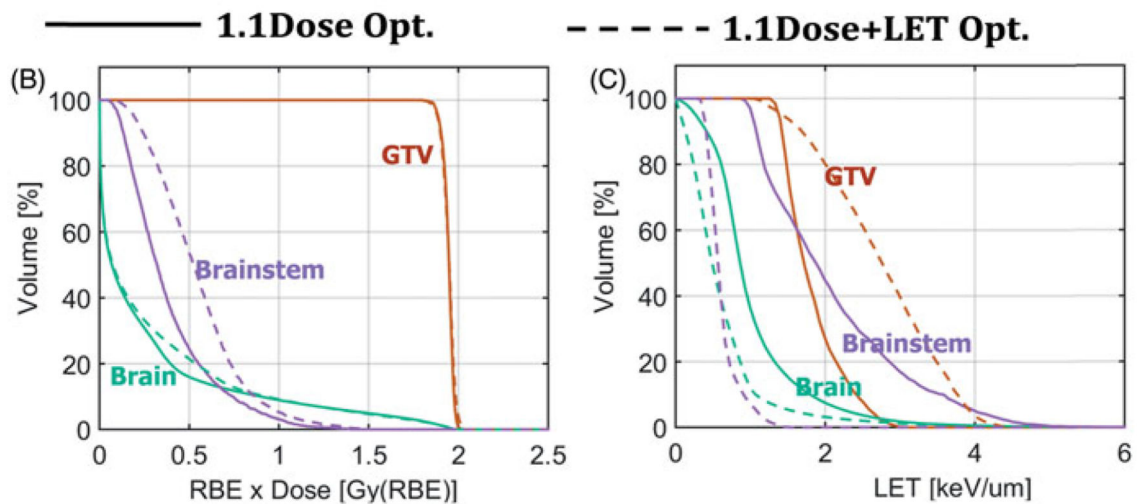 1.1Dose Opt. 1.1Dose+LET Opt.
(B)
100
80
60
40
20
0
Volume [%]
GTV
Brainstem
Brain
0 0.5 1 1.5 2 2.5
RBE x Dose [Gy(RBE)]
(C)
100
80
60
40
20
0
Volume [%]
GTV
Brainstem
Brain
0 2 4 6
LET [keV/um]